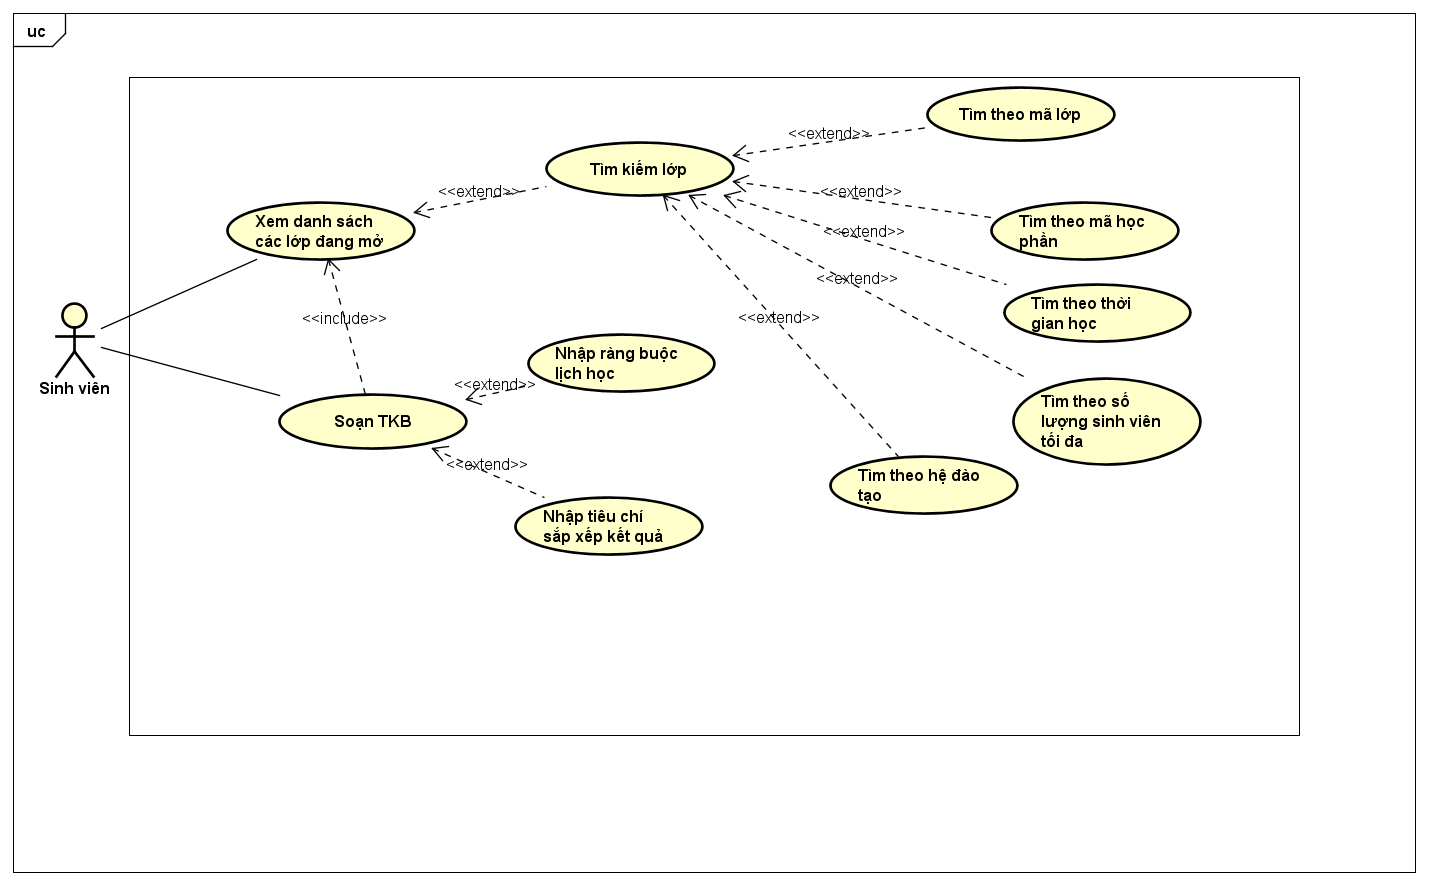 uc
Tìm theo mã lớp
<<extend>>
Tìm kiếm lớp
<<extend>>
<<extend>>
Xem danh sách
các lớp đang mở
Tìm theo mã học
phần
<<extend>>
<<extend>>
Tìm theo thời
gian học
<<include>>
<<extend>>
Nhập ràng buộc
lịch học
<<extend>>
Sinh viên
Soạn TKB
Tìm theo số
lượng sinh viên
tối đa
<<extend>>
Tìm theo hệ đào
tạo
Nhập tiêu chí
sắp xếp kết quả